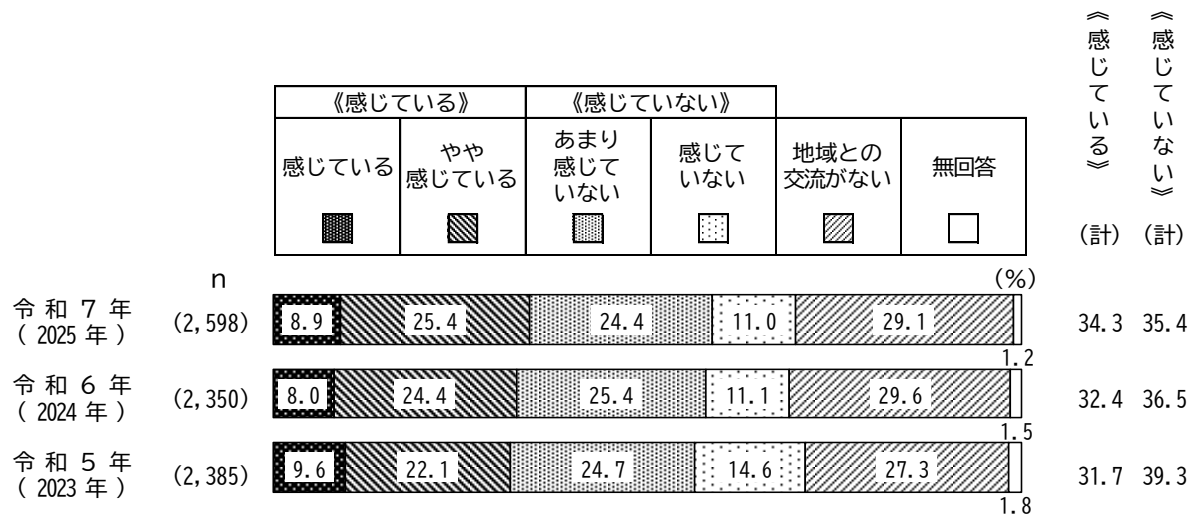 《感じている》
《感じていない》
感じている
やや
感じている
あまり
感じて
いない
感じて
いない
地域との
交流がない
無回答
《感じている》
(計)
《感じていない》
(計)
n
(%)
令和7年
(2025年)
(2,598)
8.9 25.4 24.4 11.0 29.1
1.2
34.3 35.4
令和6年
(2024年)
(2,350)
8.0 24.4 25.4 11.1 29.6
1.5
32.4 36.5
令和5年
(2023年)
(2,385)
9.6 22.1 24.7 14.6 27.3
1.8
31.7 39.3